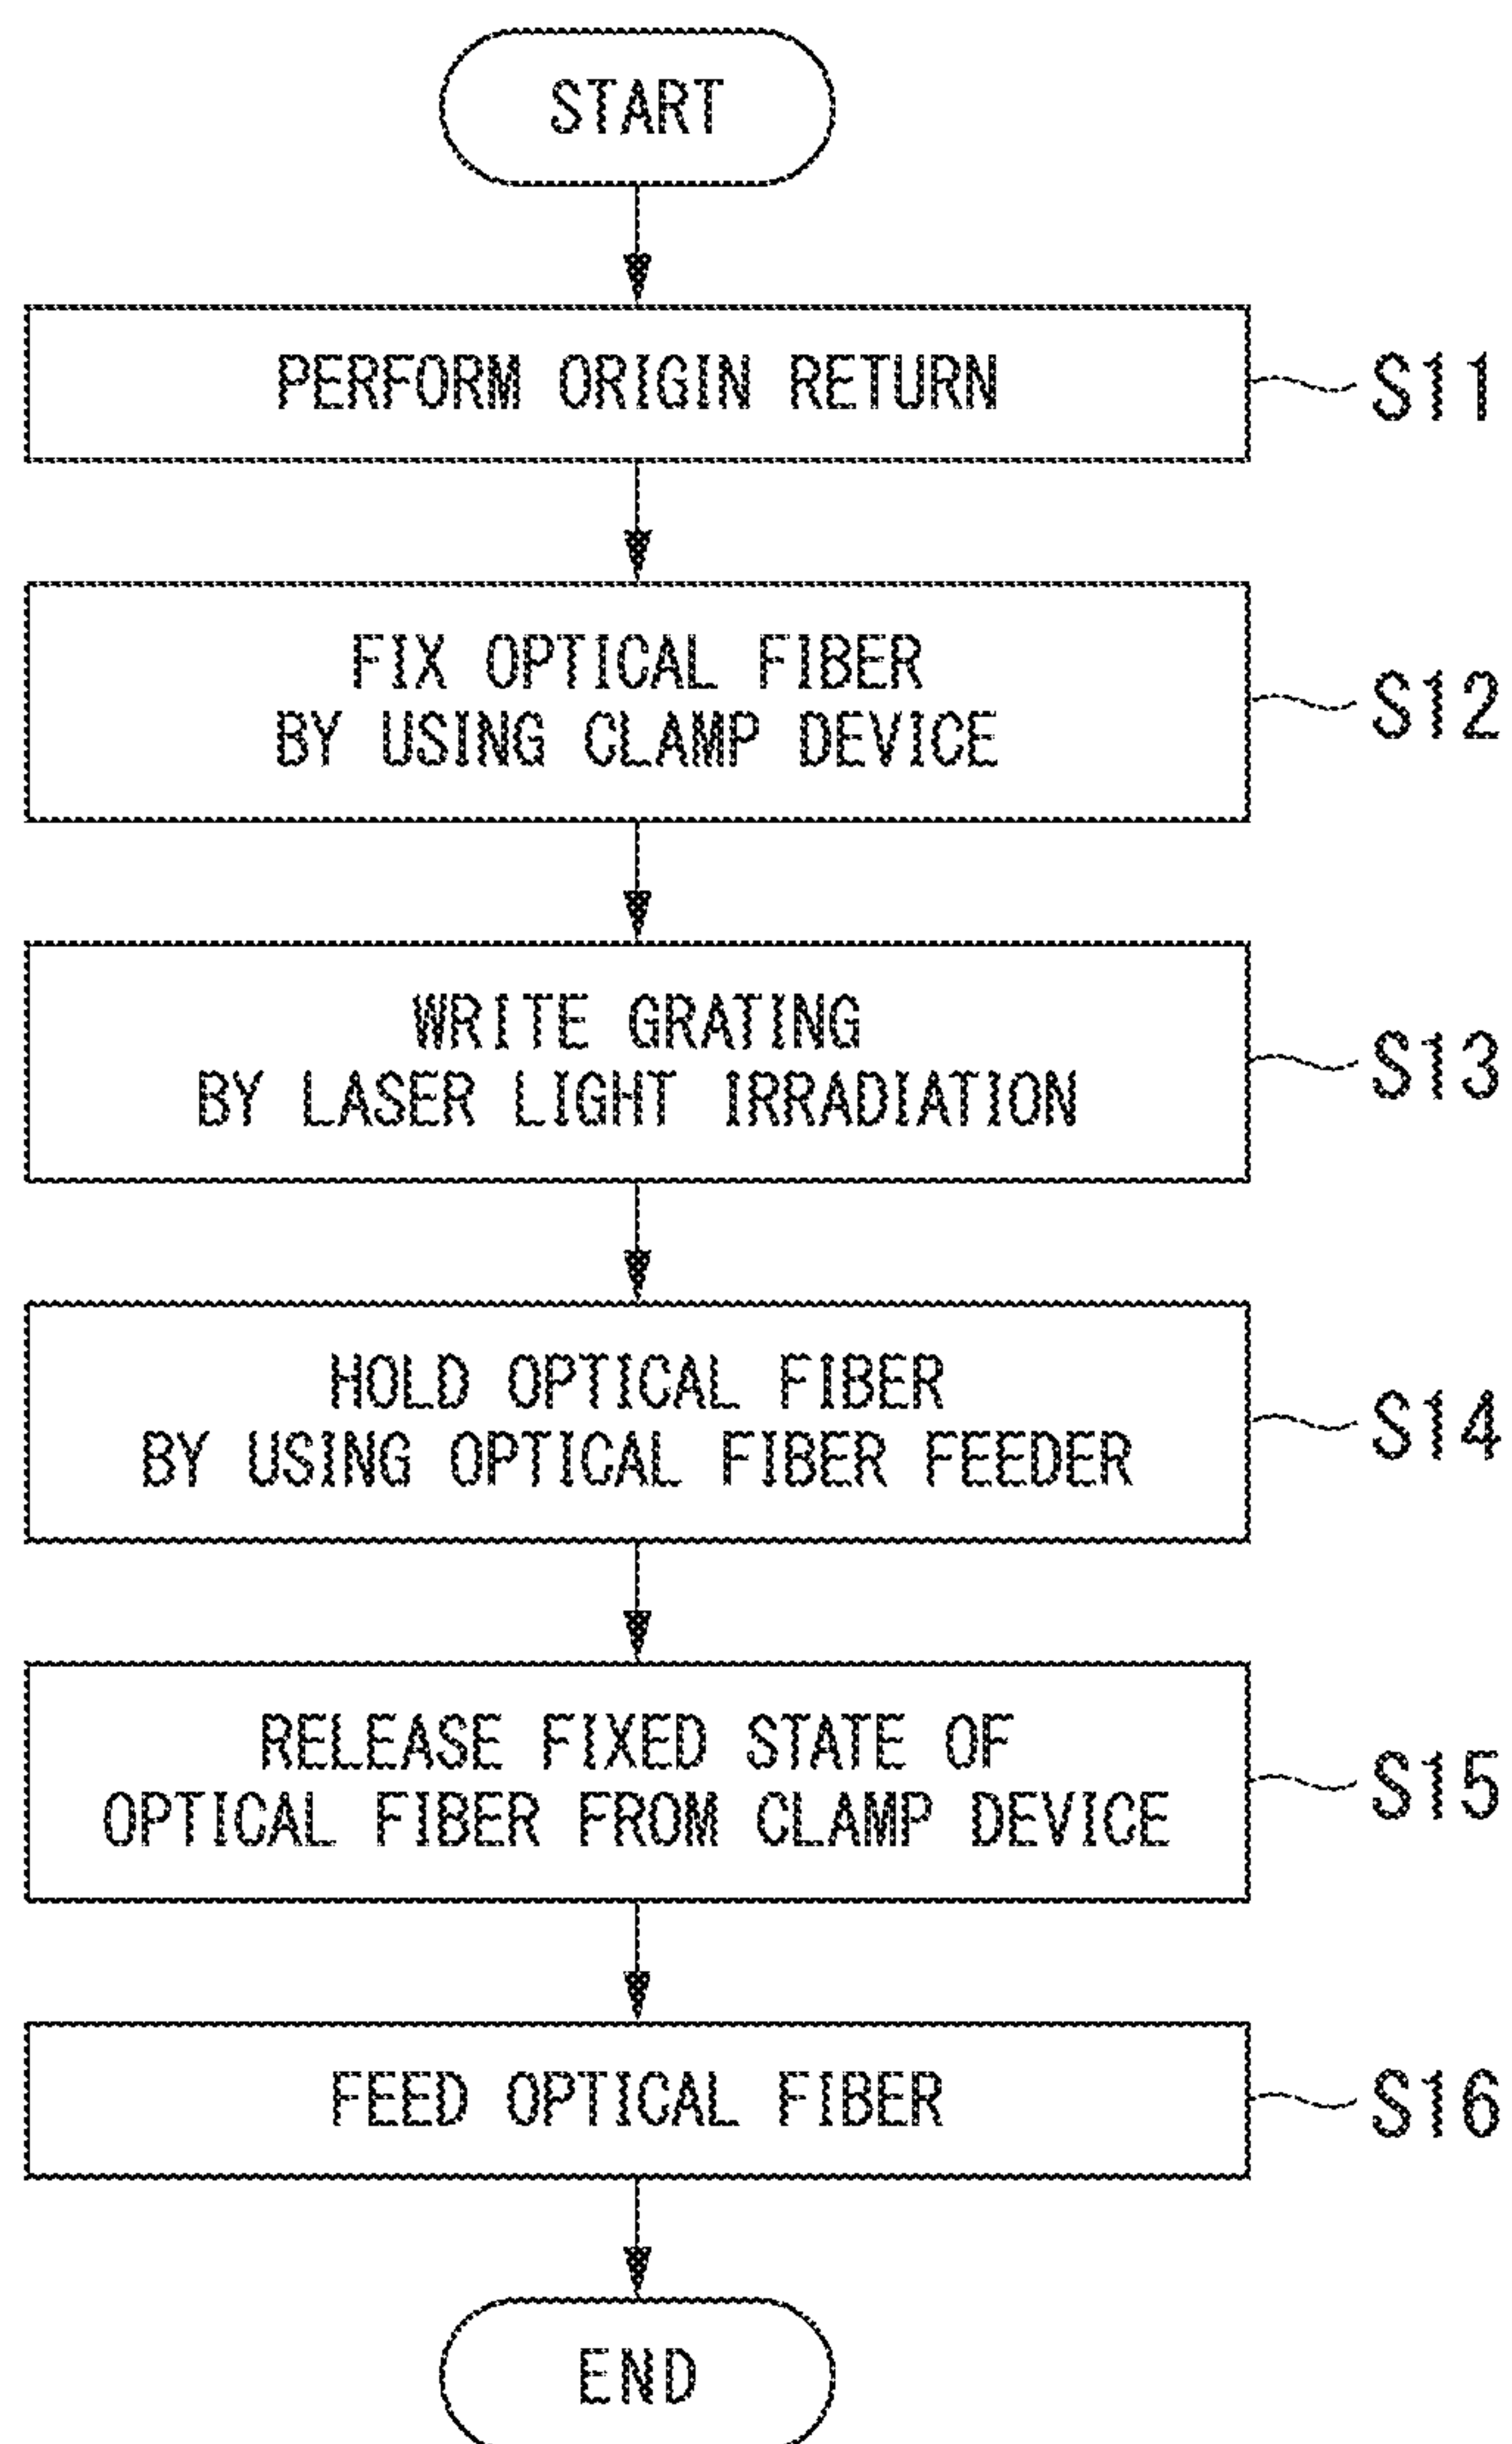 START
PERFORM ORIGIN RETURN
S11
FIX OPTICAL FIBER
BY USING CLAMP DEVICE
S12
WRITE GRATING
BY LASER LIGHT IRRADIATION
S13
HOLD OPTICAL FIBER
BY USING OPTICAL FIBER FEEDER
S14
RELEASE FIXED STATE OF
OPTICAL FIBER FROM CLAMP DEVICE
S15
FEED OPTICAL FIBER
S16
END